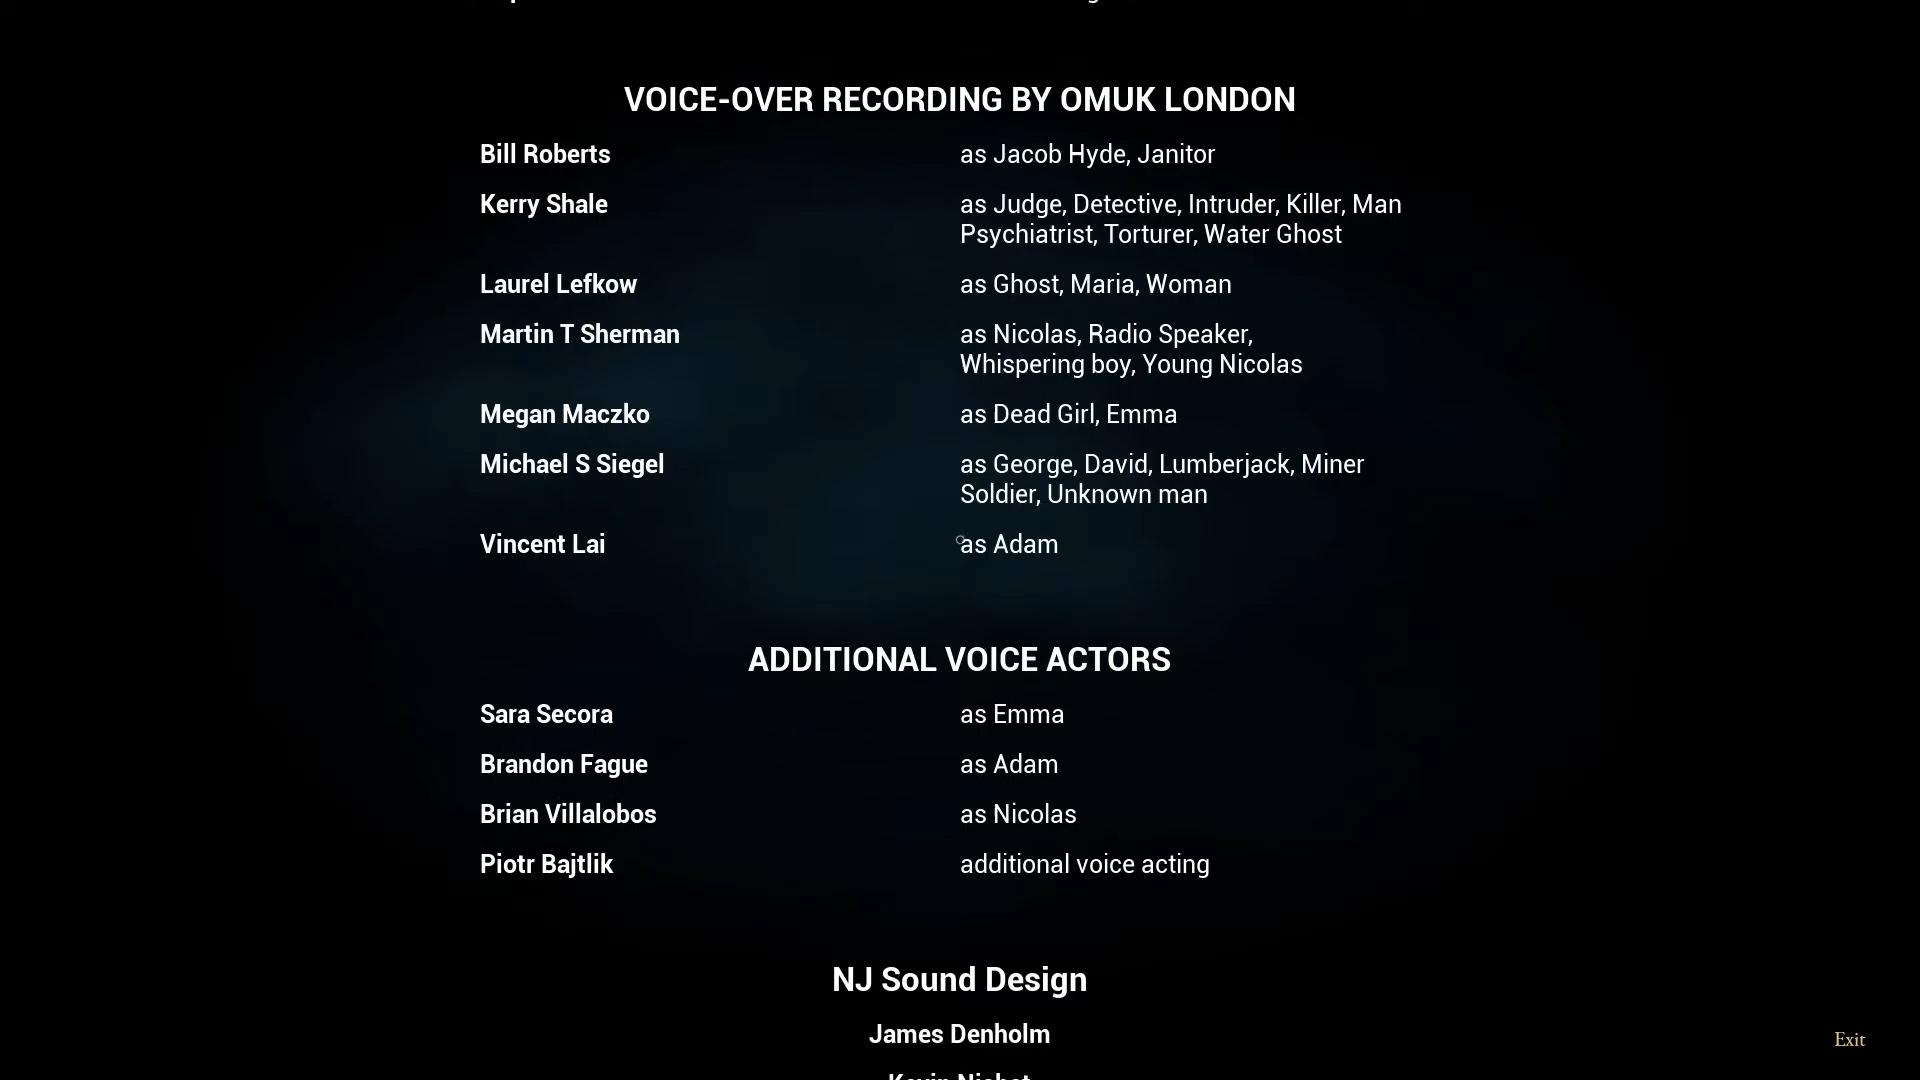 VOICE-OVER RECORDING BY OMUK LONDON
Bill Roberts as Jacob Hyde, Janitor
Kerry Shale as Judge, Detective, Intruder, Killer, Man
Psychiatrist, Torturer, Water Ghost
Laurel Lefkow as Ghost, Maria, Woman
Martin T Sherman as Nicolas, Radio Speaker,
Whispering boy, Young Nicolas
Megan Maczko as Dead Girl, Emma
Michael S Siegel as George, David, Lumberjack, Miner
Soldier, Unknown man
Vincent Lai as Adam
ADDITIONAL VOICE ACTORS
Sara Secora as Emma
Brandon Fague as Adam
Brian Villalobos as Nicolas
Piotr Bajtlik additional voice acting
NJ Sound Design
James Denholm
Exit